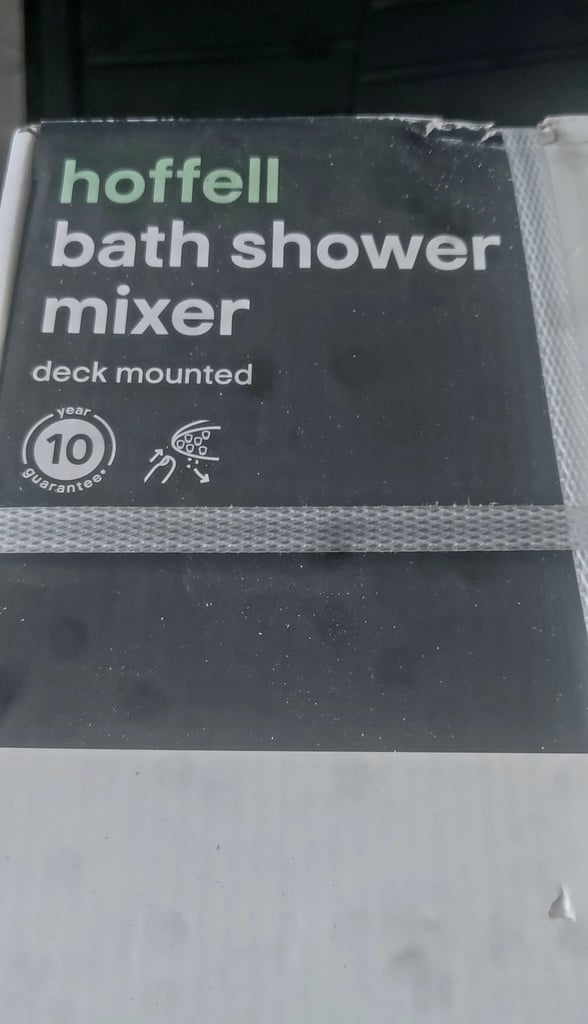 hoffell
bath shower
mixer
deck mounted
year
10
guarantee•